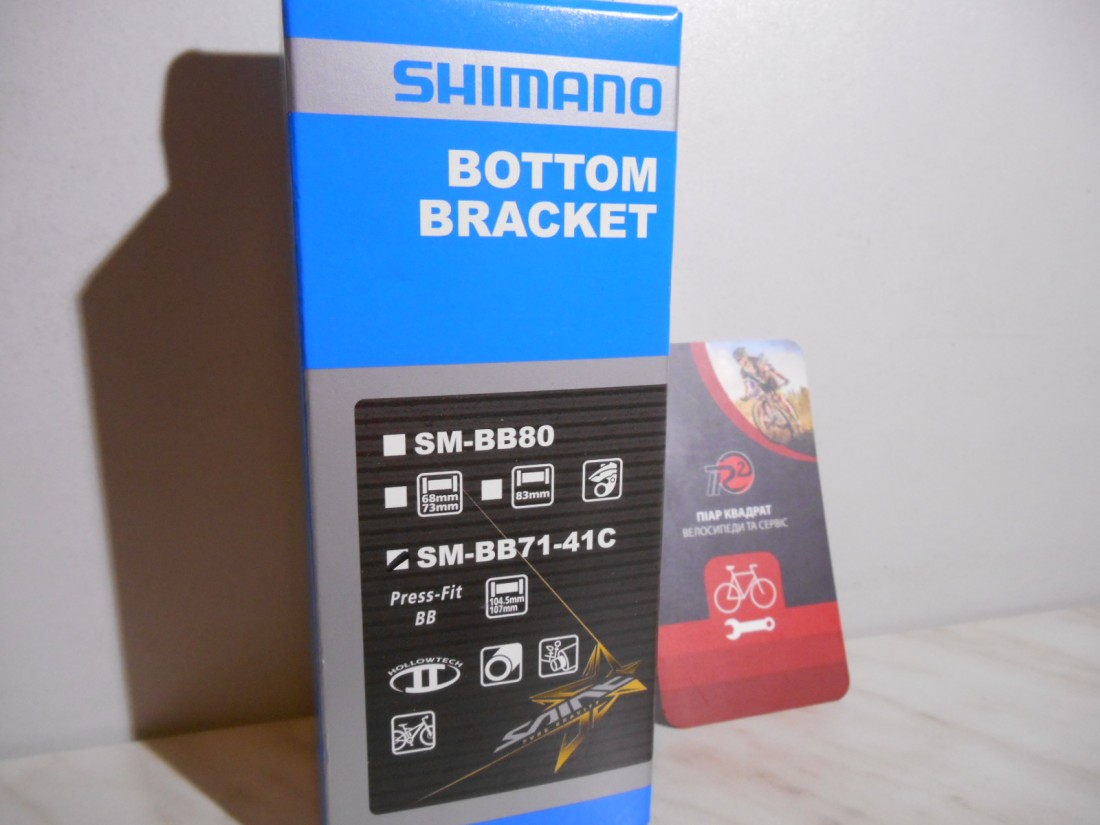 SHIMANO
BOTTOM
BRACKET
SM-BB80
68mm
73mm
83mm
SM-BB71-41C
Press-Fit
BB
104.5mm
107mm
HOLLOWTECH
II
SAINT
ПІАР КВАДРАТ
ВЕЛОСИПЕДИ ТА СЕРВІС